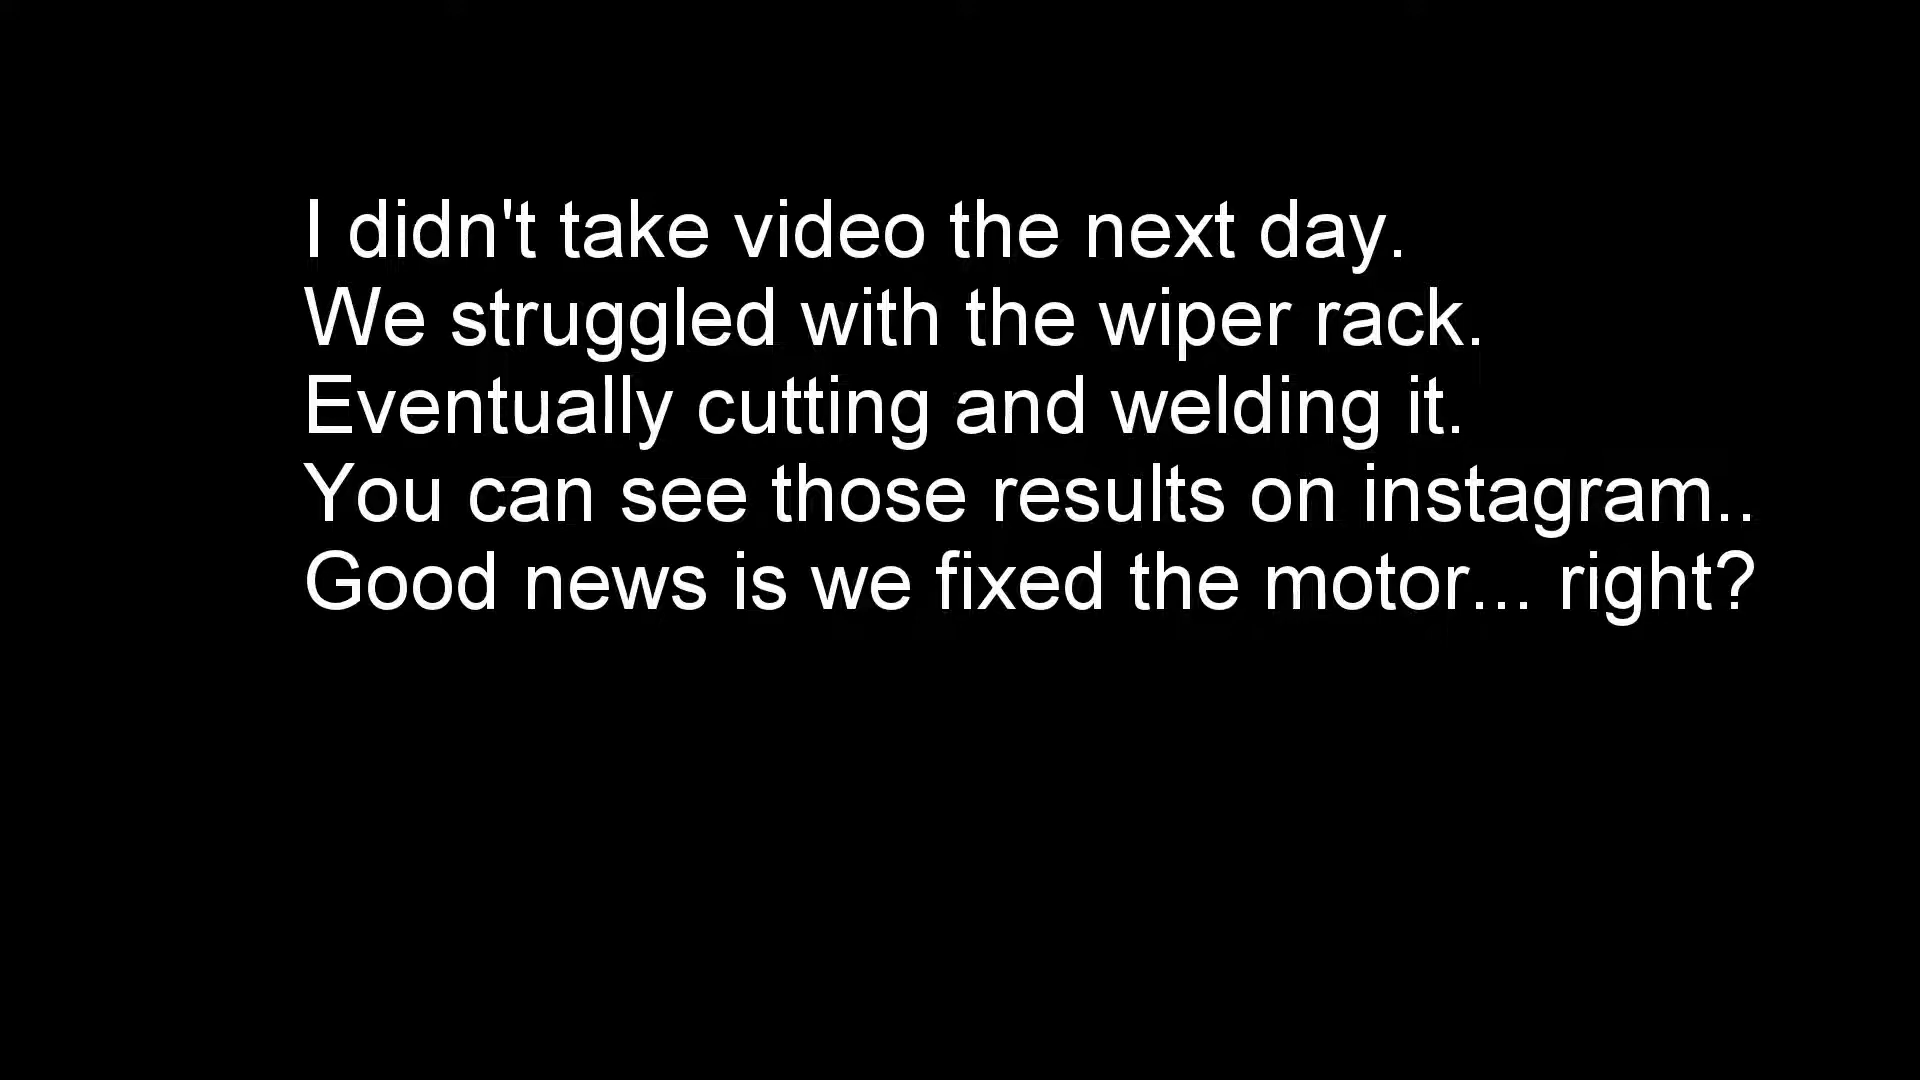 I didn't take video the next day.
We struggled with the wiper rack.
Eventually cutting and welding it.
You can see those results on instagram..
Good news is we fixed the motor... right?